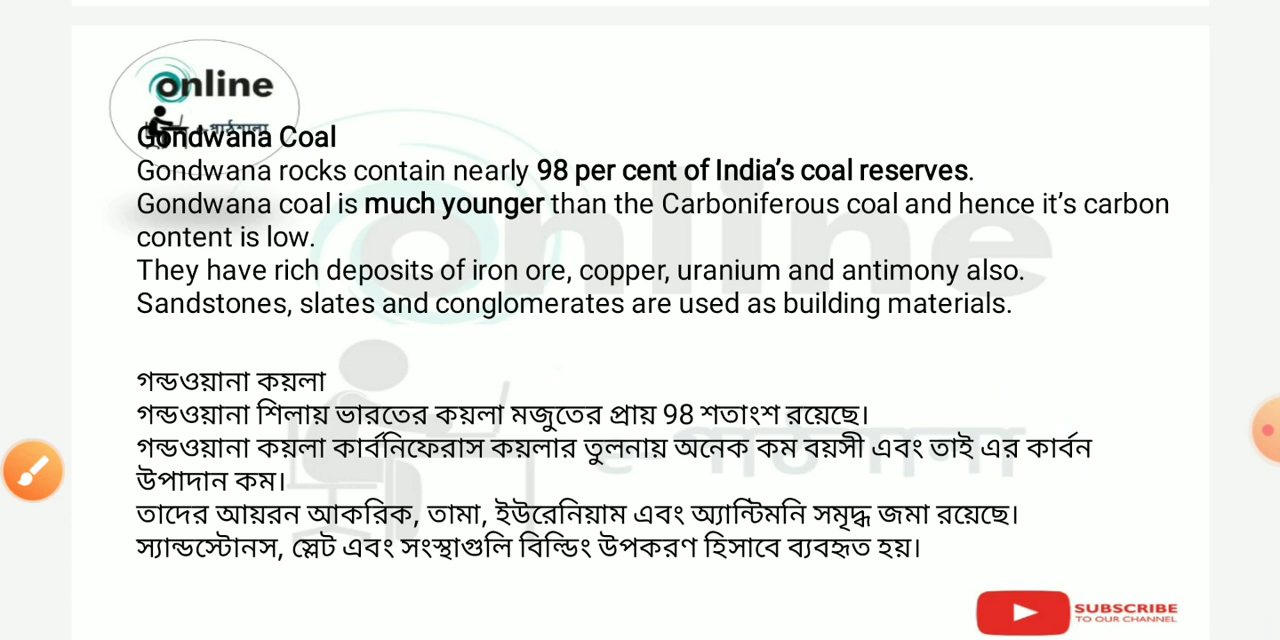 online
পাঠশালা
Gondwana Coal
Gondwana rocks contain nearly 98 per cent of India's coal reserves.
Gondwana coal is much younger than the Carboniferous coal and hence it's carbon
content is low.
They have rich deposits of iron ore, copper, uranium and antimony also.
Sandstones, slates and conglomerates are used as building materials.
গন্ডওয়ানা কয়লা
গন্ডওয়ানা শিলায় ভারতের কয়লা মজুতের প্রায় 98 শতাংশ রয়েছে।
গন্ডওয়ানা কয়লা কার্বনিফেরাস কয়লার তুলনায় অনেক কম বয়সী এবং তাই এর কার্বন
উপাদান কম।
তাদের আয়রন আকরিক, তামা, ইউরেনিয়াম এবং অ্যান্টিমনি সমৃদ্ধ জমা রয়েছে।
স্যান্ডস্টোনস, স্লেট এবং সংস্থাগুলি বিল্ডিং উপকরণ হিসাবে ব্যবহৃত হয়।
SUBSCRIBE
TO OUR CHANNEL